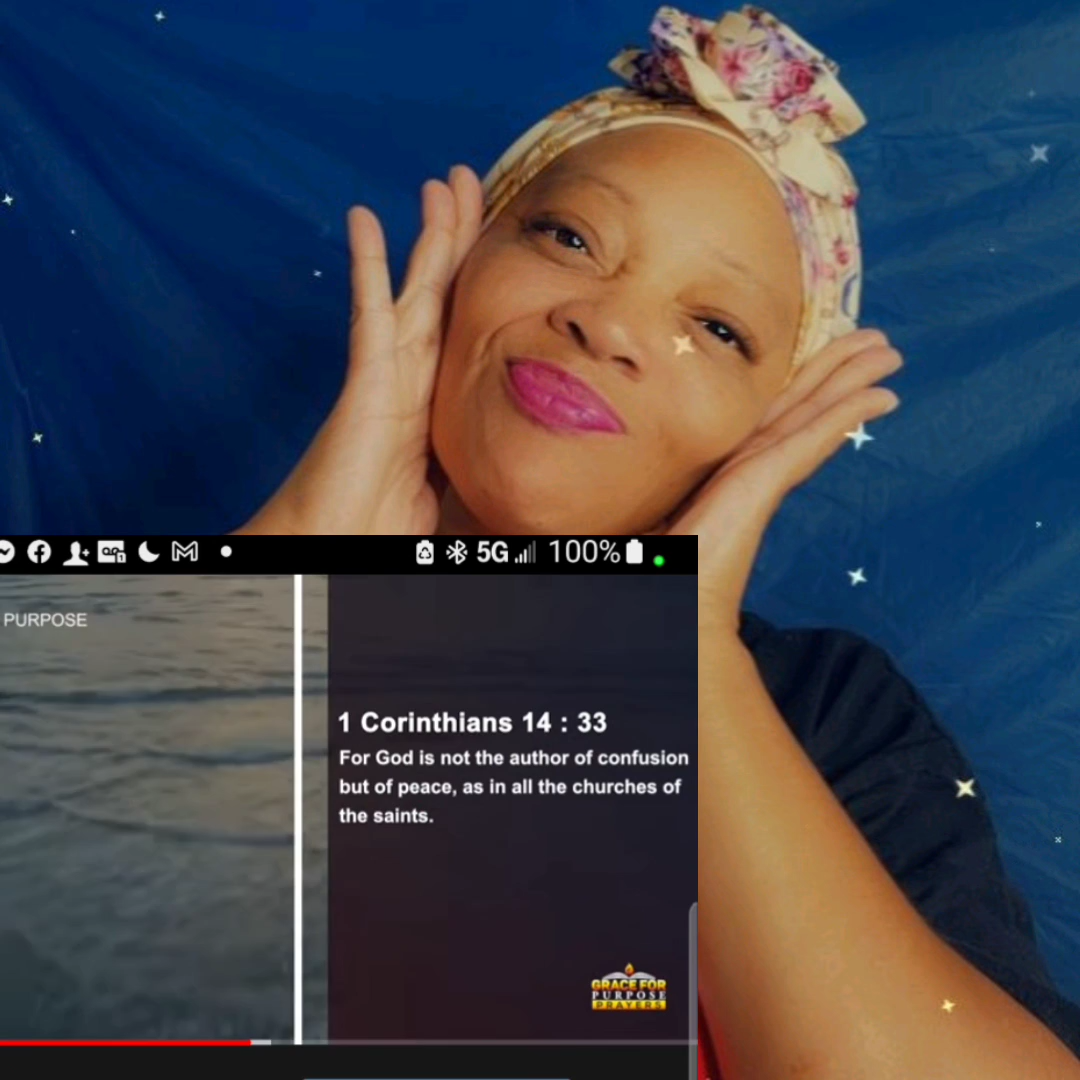 5G 100%
PURPOSE
1 Corinthians 14 : 33
For God is not the author of confusion
but of peace, as in all the churches of
the saints.
GRACE FOR
PURPOSE
PRAYERS